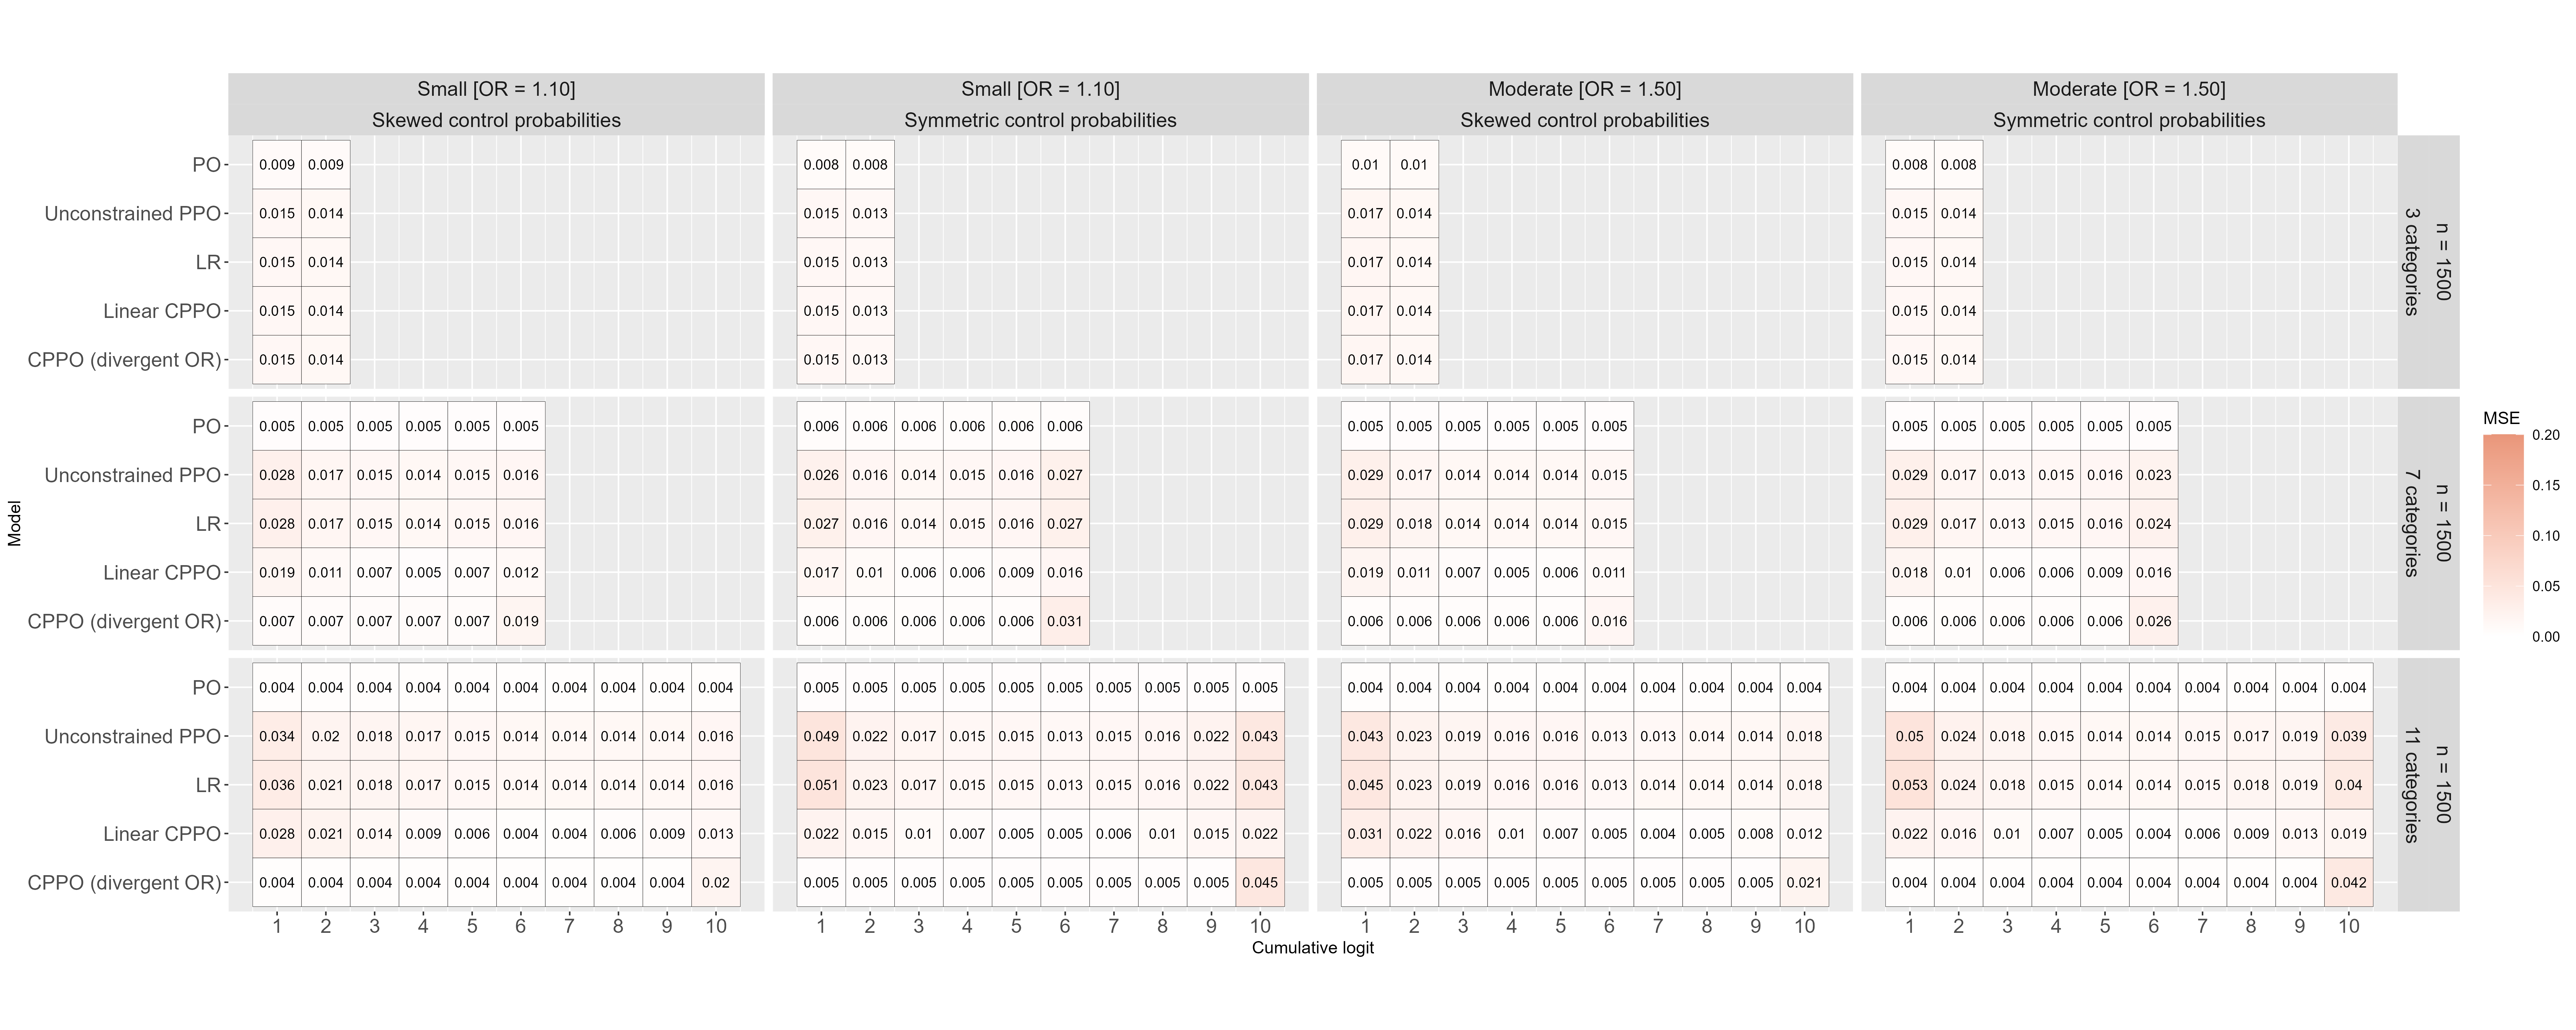 Small [OR = 1.10] Small [OR = 1.10] Moderate [OR = 1.50] Moderate [OR = 1.50]
Skewed control probabilities Symmetric control probabilities Skewed control probabilities Symmetric control probabilities
PO 0.009 0.009 0.008 0.008 0.01 0.01 0.008 0.008
Unconstrained PPO 0.015 0.014 0.015 0.013 0.017 0.014 0.015 0.014
LR 0.015 0.014 0.015 0.013 0.017 0.014 0.015 0.014
Linear CPPO 0.015 0.014 0.015 0.013 0.017 0.014 0.015 0.014
CPPO (divergent OR) 0.015 0.014 0.015 0.013 0.017 0.014 0.015 0.014
n = 1500
3 categories
PO 0.005 0.005 0.005 0.005 0.005 0.005 0.006 0.006 0.006 0.006 0.006 0.006 0.005 0.005 0.005 0.005 0.005 0.005 0.005 0.005 0.005 0.005 0.005 0.005
Unconstrained PPO 0.028 0.017 0.015 0.014 0.015 0.016 0.026 0.016 0.014 0.015 0.016 0.027 0.029 0.017 0.014 0.014 0.014 0.015 0.029 0.017 0.013 0.015 0.016 0.023
LR 0.028 0.017 0.015 0.014 0.015 0.016 0.027 0.016 0.014 0.015 0.016 0.027 0.029 0.018 0.014 0.014 0.014 0.015 0.029 0.017 0.013 0.015 0.016 0.024
Linear CPPO 0.019 0.011 0.007 0.005 0.007 0.012 0.017 0.01 0.006 0.006 0.009 0.016 0.019 0.011 0.007 0.005 0.006 0.011 0.018 0.01 0.006 0.006 0.009 0.016
CPPO (divergent OR) 0.007 0.007 0.007 0.007 0.007 0.019 0.006 0.006 0.006 0.006 0.006 0.031 0.006 0.006 0.006 0.006 0.006 0.016 0.006 0.006 0.006 0.006 0.006 0.026
n = 1500
7 categories
PO 0.004 0.004 0.004 0.004 0.004 0.004 0.004 0.004 0.004 0.004 0.005 0.005 0.005 0.005 0.005 0.005 0.005 0.005 0.005 0.005 0.004 0.004 0.004 0.004 0.004 0.004 0.004 0.004 0.004 0.004 0.004 0.004 0.004 0.004 0.004 0.004 0.004 0.004 0.004 0.004
Unconstrained PPO 0.034 0.02 0.018 0.017 0.015 0.014 0.014 0.014 0.014 0.016 0.049 0.022 0.017 0.015 0.015 0.013 0.015 0.016 0.022 0.043 0.043 0.023 0.019 0.016 0.016 0.013 0.013 0.014 0.014 0.018 0.05 0.024 0.018 0.015 0.014 0.014 0.015 0.017 0.019 0.039
LR 0.036 0.021 0.018 0.017 0.015 0.014 0.014 0.014 0.014 0.016 0.051 0.023 0.017 0.015 0.015 0.013 0.015 0.016 0.022 0.043 0.045 0.023 0.019 0.016 0.016 0.013 0.014 0.014 0.014 0.018 0.053 0.024 0.018 0.015 0.014 0.014 0.015 0.018 0.019 0.04
Linear CPPO 0.028 0.021 0.014 0.009 0.006 0.004 0.004 0.006 0.009 0.013 0.022 0.015 0.01 0.007 0.005 0.005 0.006 0.01 0.015 0.022 0.031 0.022 0.016 0.01 0.007 0.005 0.004 0.005 0.008 0.012 0.022 0.016 0.01 0.007 0.005 0.004 0.006 0.009 0.013 0.019
CPPO (divergent OR) 0.004 0.004 0.004 0.004 0.004 0.004 0.004 0.004 0.004 0.02 0.005 0.005 0.005 0.005 0.005 0.005 0.005 0.005 0.005 0.045 0.005 0.005 0.005 0.005 0.005 0.005 0.005 0.005 0.005 0.021 0.004 0.004 0.004 0.004 0.004 0.004 0.004 0.004 0.004 0.042
n = 1500
11 categories
1 2 3 4 5 6 7 8 9 10 1 2 3 4 5 6 7 8 9 10 1 2 3 4 5 6 7 8 9 10 1 2 3 4 5 6 7 8 9 10
Cumulative logit
Model
MSE
0.20
0.15
0.10
0.05
0.00